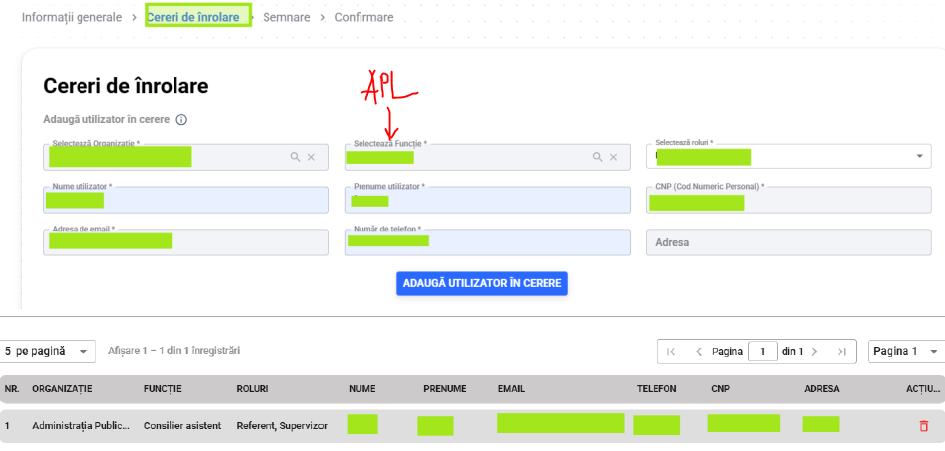 Informații generale > Cereri de înrolare > Semnare > Confirmare
Cereri de înrolare
APL
Adaugă utilizator în cerere
Selectează Organizație * Selectează Funcție * Selectează roluri *
Nume utilizator * Prenume utilizator * CNP (Cod Numeric Personal) *
Adresa de email * Număr de telefon * Adresa
ADAUGĂ UTILIZATOR ÎN CERERE
5 pe pagină Afișare 1 – 1 din 1 înregistrări Pagina 1 din 1 Pagina 1
NR. ORGANIZAȚIE FUNCȚIE ROLURI NUME PRENUME EMAIL TELEFON CNP ADRESA ACȚIU...
1 Administrația Public... Consilier asistent Referent, Supervizor